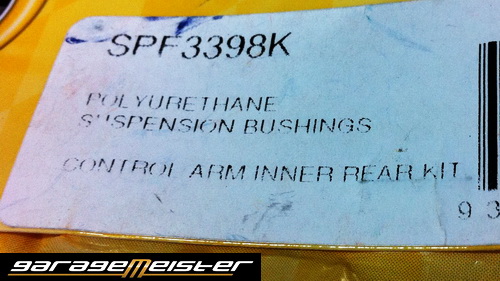 SPF3398K
POLYURETHANE
SUSPENSION BUSHINGS
CONTROL ARM INNER REAR KIT
9 3
garagemeister